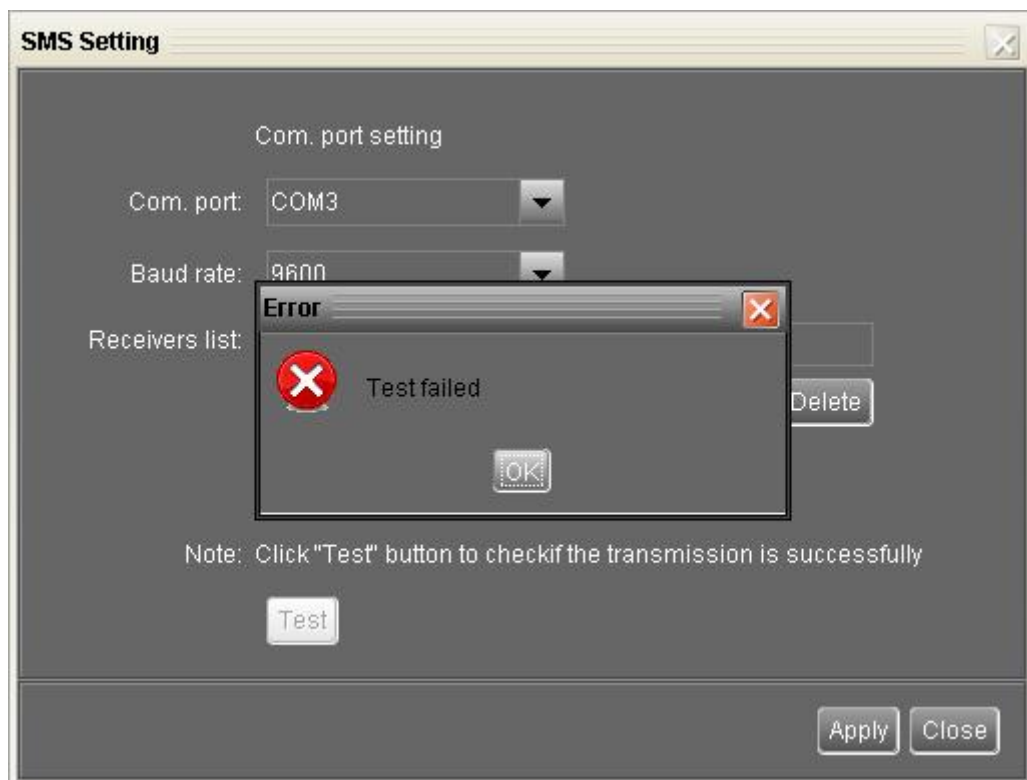 SMS Setting
Com. port setting
Com. port: COM3
Baud rate: 9600
Error
Receivers list:
Test failed
Delete
OK
Note: Click "Test" button to checkif the transmission is successfully
Test
Apply Close